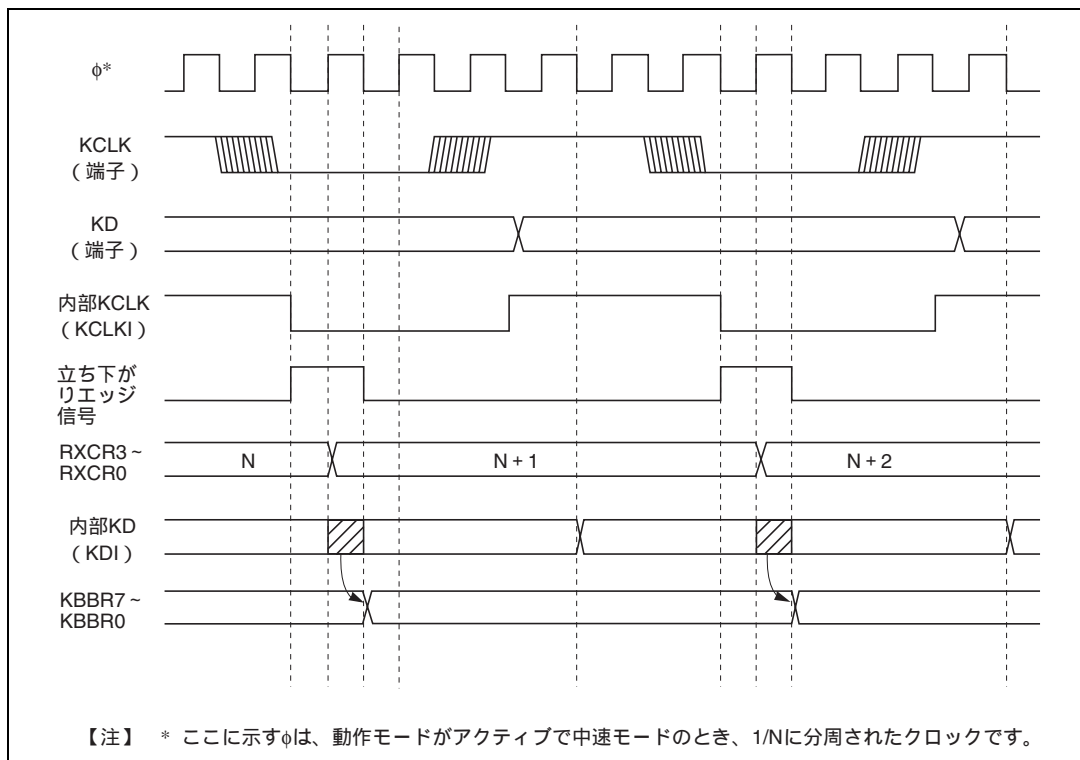 φ*
KCLK
（端子）
KD
（端子）
内部KCLK
（KCLKI）
立ち下が
りエッジ
信号
RXCR3～
RXCR0
N
N + 1
N + 2
内部KD
（KDI）
KBBR7～
KBBR0
【注】 * ここに示すφは、動作モードがアクティブで中速モードのとき、1/Nに分周されたクロックです。